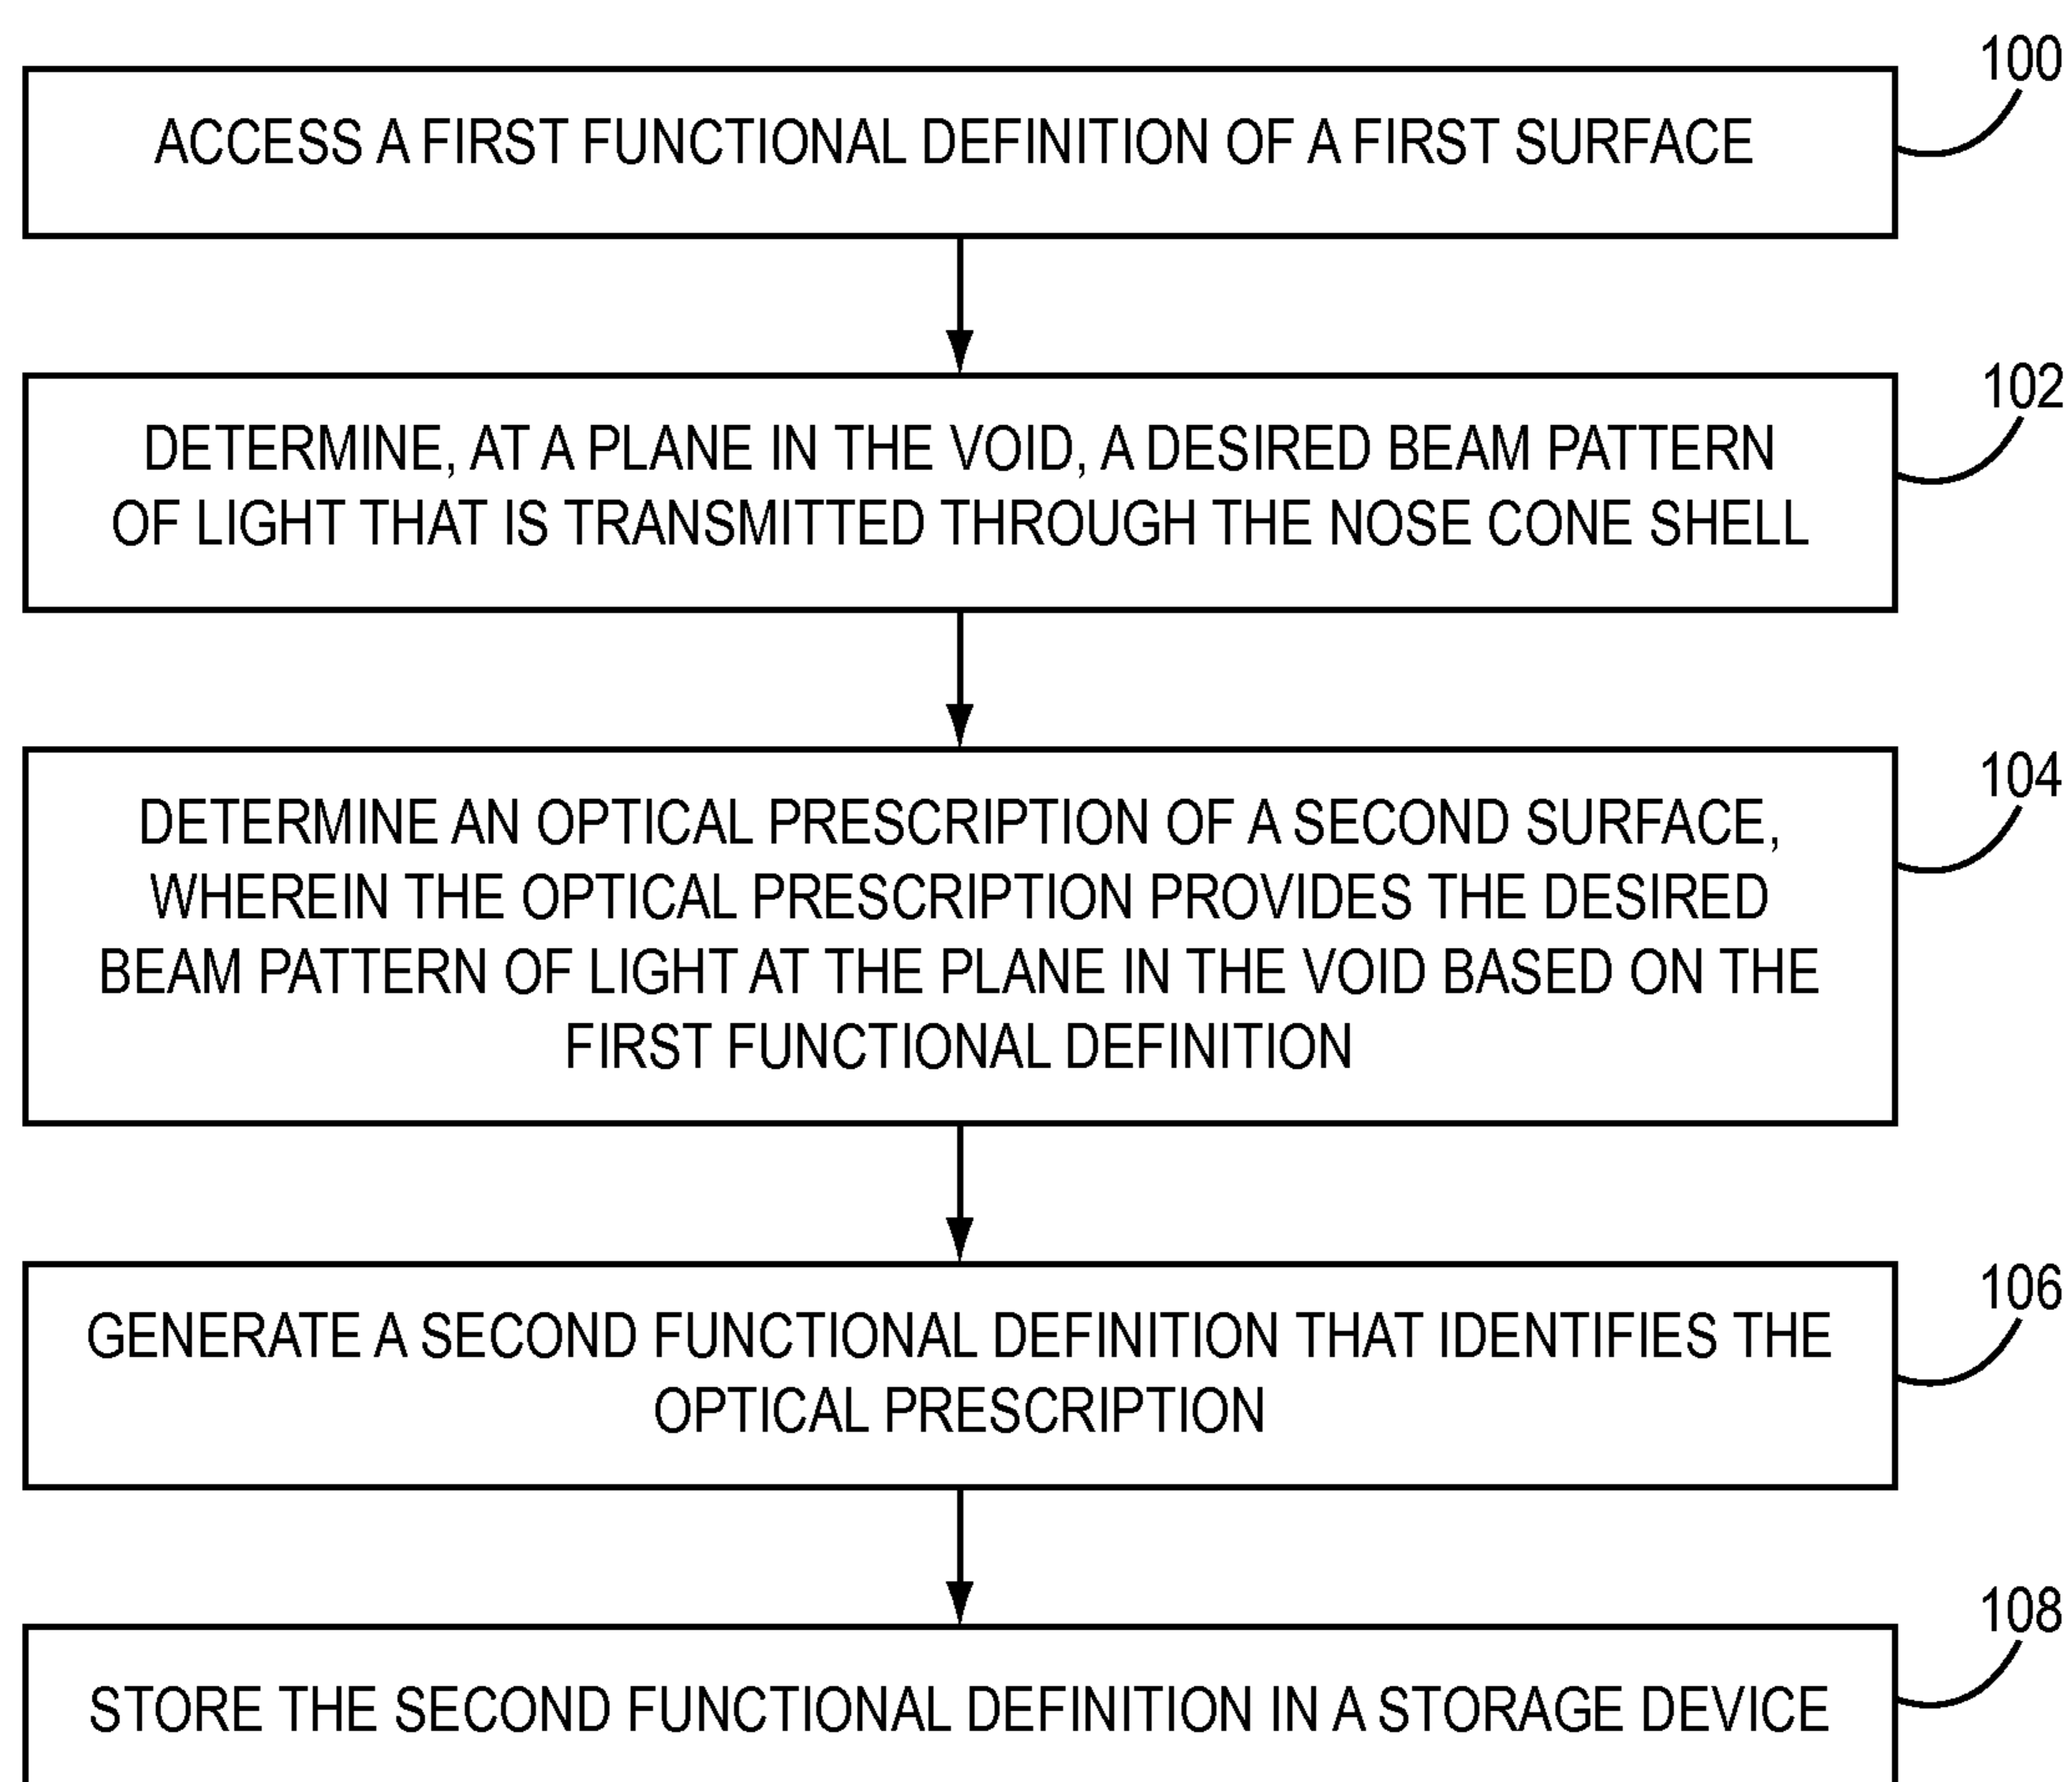 100
ACCESS A FIRST FUNCTIONAL DEFINITION OF A FIRST SURFACE
102
DETERMINE, AT A PLANE IN THE VOID, A DESIRED BEAM PATTERN
OF LIGHT THAT IS TRANSMITTED THROUGH THE NOSE CONE SHELL
104
DETERMINE AN OPTICAL PRESCRIPTION OF A SECOND SURFACE,
WHEREIN THE OPTICAL PRESCRIPTION PROVIDES THE DESIRED
BEAM PATTERN OF LIGHT AT THE PLANE IN THE VOID BASED ON THE
FIRST FUNCTIONAL DEFINITION
106
GENERATE A SECOND FUNCTIONAL DEFINITION THAT IDENTIFIES THE
OPTICAL PRESCRIPTION
108
STORE THE SECOND FUNCTIONAL DEFINITION IN A STORAGE DEVICE